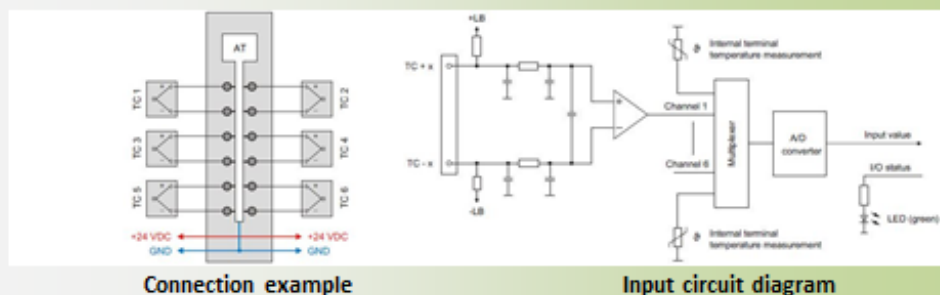 AT
TC 1
TC 2
TC 3
TC 4
TC 5
TC 6
+24 VDC
+24 VDC
GND
GND
Connection example
+LB
TC + x
TC - x
-LB
ϑ Internal terminal
temperature measurement
Channel 1
Channel 6
Multiplexer
A/D
converter
Input value
I/O status
LED (green)
ϑ Internal terminal
temperature measurement
Input circuit diagram